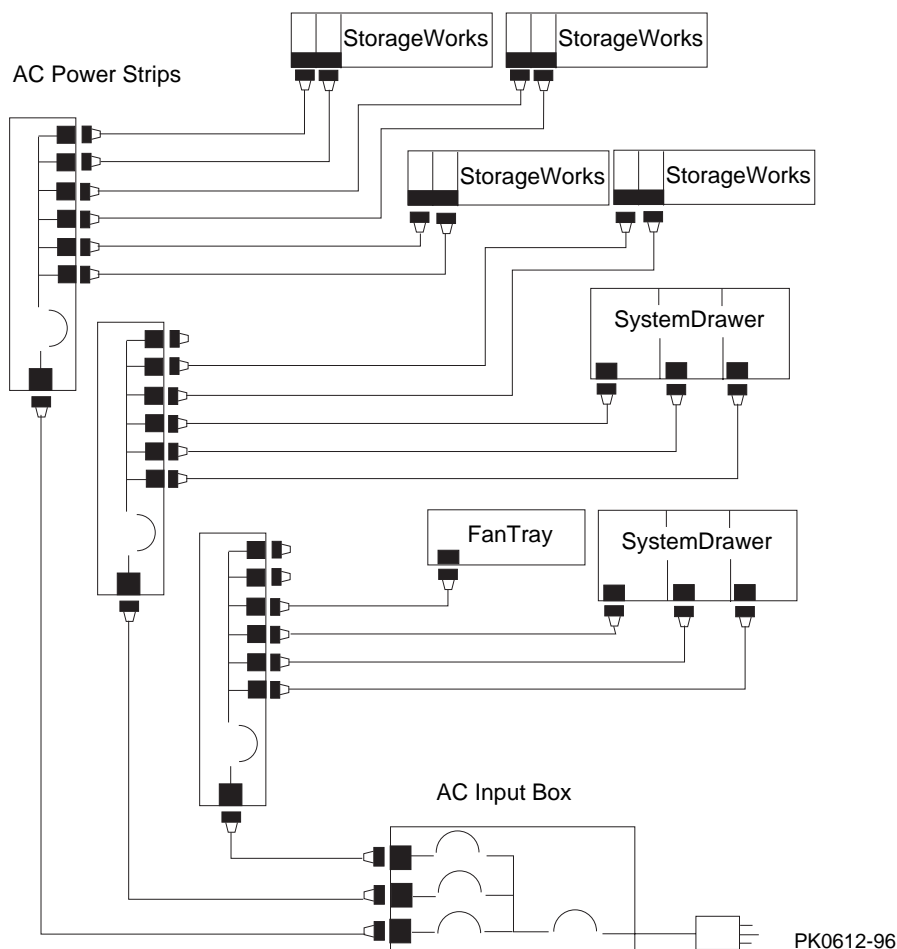 StorageWorks
StorageWorks
AC Power Strips
StorageWorks
StorageWorks
SystemDrawer
FanTray
SystemDrawer
AC Input Box
PK0612-96